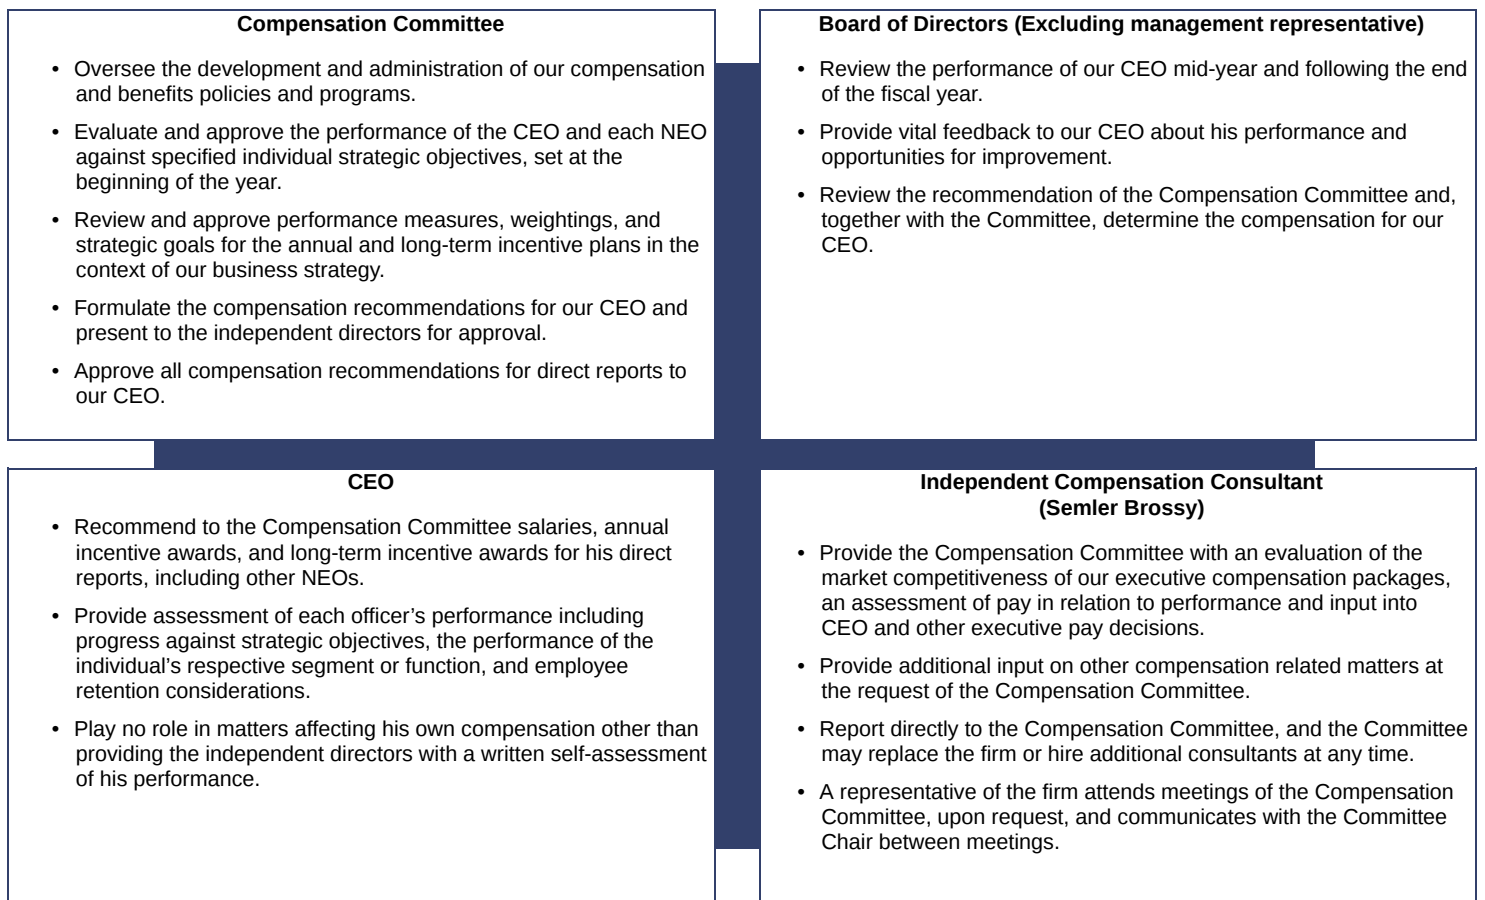 Compensation Committee
• Oversee the development and administration of our compensation
and benefits policies and programs.
• Evaluate and approve the performance of the CEO and each NEO
against specified individual strategic objectives, set at the
beginning of the year.
• Review and approve performance measures, weightings, and
strategic goals for the annual and long-term incentive plans in the
context of our business strategy.
• Formulate the compensation recommendations for our CEO and
present to the independent directors for approval.
• Approve all compensation recommendations for direct reports to
our CEO.
Board of Directors (Excluding management representative)
• Review the performance of our CEO mid-year and following the end
of the fiscal year.
• Provide vital feedback to our CEO about his performance and
opportunities for improvement.
• Review the recommendation of the Compensation Committee and,
together with the Committee, determine the compensation for our
CEO.
CEO
• Recommend to the Compensation Committee salaries, annual
incentive awards, and long-term incentive awards for his direct
reports, including other NEOs.
• Provide assessment of each officer’s performance including
progress against strategic objectives, the performance of the
individual’s respective segment or function, and employee
retention considerations.
• Play no role in matters affecting his own compensation other than
providing the independent directors with a written self-assessment
of his performance.
Independent Compensation Consultant
(Semler Brossy)
• Provide the Compensation Committee with an evaluation of the
market competitiveness of our executive compensation packages,
an assessment of pay in relation to performance and input into
CEO and other executive pay decisions.
• Provide additional input on other compensation related matters at
the request of the Compensation Committee.
• Report directly to the Compensation Committee, and the Committee
may replace the firm or hire additional consultants at any time.
• A representative of the firm attends meetings of the Compensation
Committee, upon request, and communicates with the Committee
Chair between meetings.